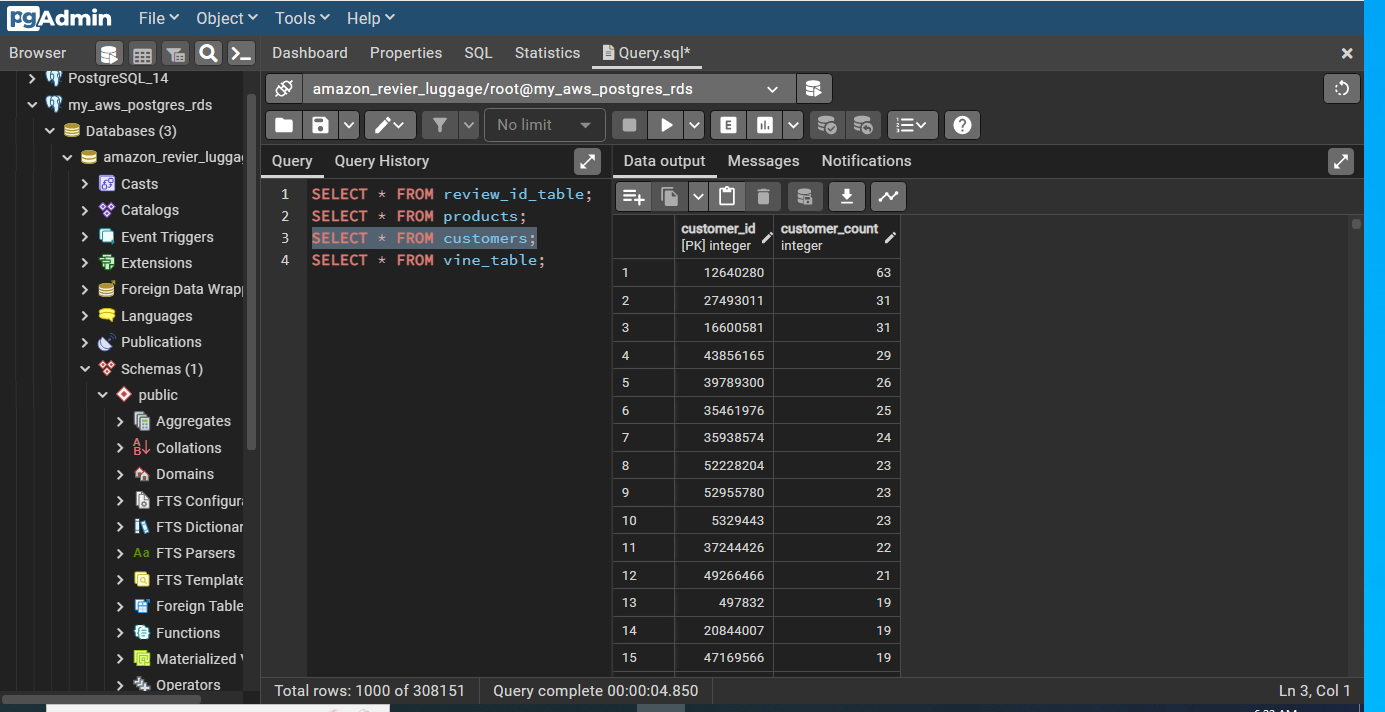 pgAdmin File Object Tools Help
Browser Dashboard Properties SQL Statistics Query.sql*
PostgreSQL_14
my_aws_postgres_rds
Databases (3)
amazon_revier_lugga
Casts
Catalogs
Event Triggers
Extensions
Foreign Data Wrap
Languages
Publications
Schemas (1)
public
Aggregates
Collations
Domains
FTS Configur
FTS Dictionar
Aa FTS Parsers
FTS Template
Foreign Table
Functions
Materialized
Operators
amazon_revier_luggage/root@my_aws_postgres_rds
No limit E
Query Query History
1 SELECT * FROM review_id_table;
2 SELECT * FROM products;
3 SELECT * FROM customers;
4 SELECT * FROM vine_table;
Data output Messages Notifications
customer_id customer_count
[PK] integer integer
1 12640280 63
2 27493011 31
3 16600581 31
4 43856165 29
5 39789300 26
6 35461976 25
7 35938574 24
8 52228204 23
9 52955780 23
10 5329443 23
11 37244426 22
12 49266466 21
13 497832 19
14 20844007 19
15 47169566 19
Total rows: 1000 of 308151 Query complete 00:00:04.850 Ln 3, Col 1